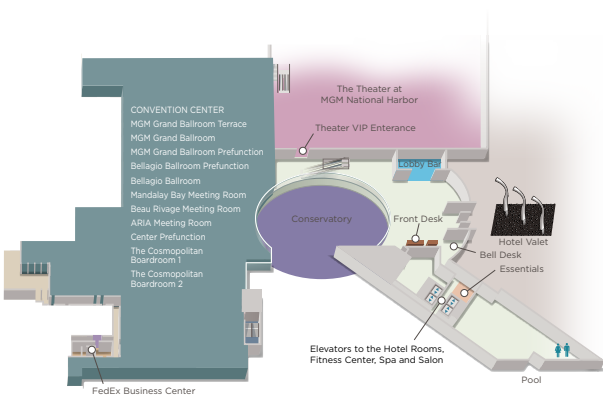 The Theater at
MGM National Harbor
Theater VIP Enterance
Lobby Bar
CONVENTION CENTER
MGM Grand Ballroom Terrace
MGM Grand Ballroom
MGM Grand Ballroom Prefunction
Bellagio Ballroom Prefunction
Bellagio Ballroom
Mandalay Bay Meeting Room
Beau Rivage Meeting Room
ARIA Meeting Room
Center Prefunction
The Cosmopolitan
Boardroom 1
The Cosmopolitan
Boardroom 2
Conservatory
Front Desk
Hotel Valet
Bell Desk
Essentials
Elevators to the Hotel Rooms,
Fitness Center, Spa and Salon
Pool
FedEx Business Center